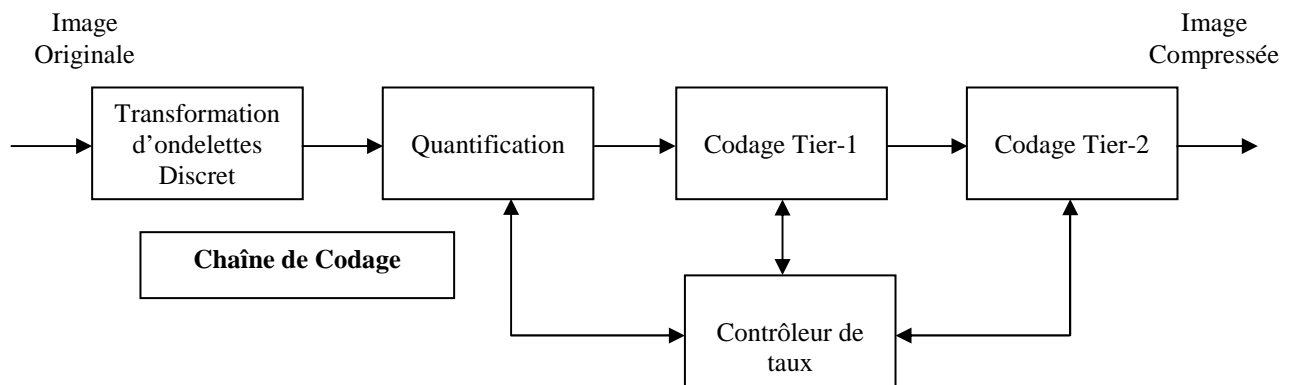 Image
Originale
Image
Compressée
Transformation
d'ondelettes
Discret
Quantification
Codage Tier-1
Codage Tier-2
Chaîne de Codage
Contrôleur de
taux